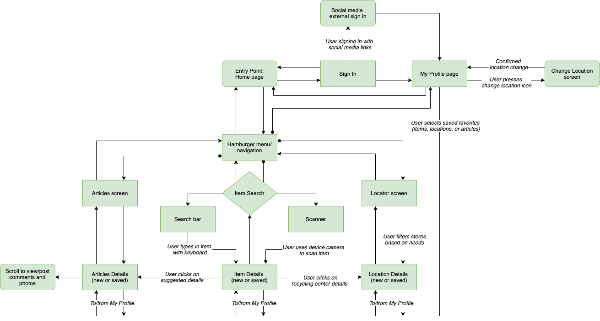 Social media
external sign in
User signing in with
social media links
Entry Point:
Home page
Sign In
My Profile page
Confirmed
location change
User presses
change location icon
Change Location
screen
User selects saved favorites
(items, locations, or articles)
Hamburger menu/
navigation
Articles screen
Item Search
Locator screen
Search bar
Scanner
User types in item
with keyboard
User uses device camera
to scan item
User filters stores
based on needs
Scroll to view/post
comments and
photos
Articles Details
(new or saved)
User clicks on
suggested details
Item Details
(new or saved)
User clicks on
recycling center details
Location Details
(new or saved)
To/from My Profile
To/from My Profile
To/from My Profile